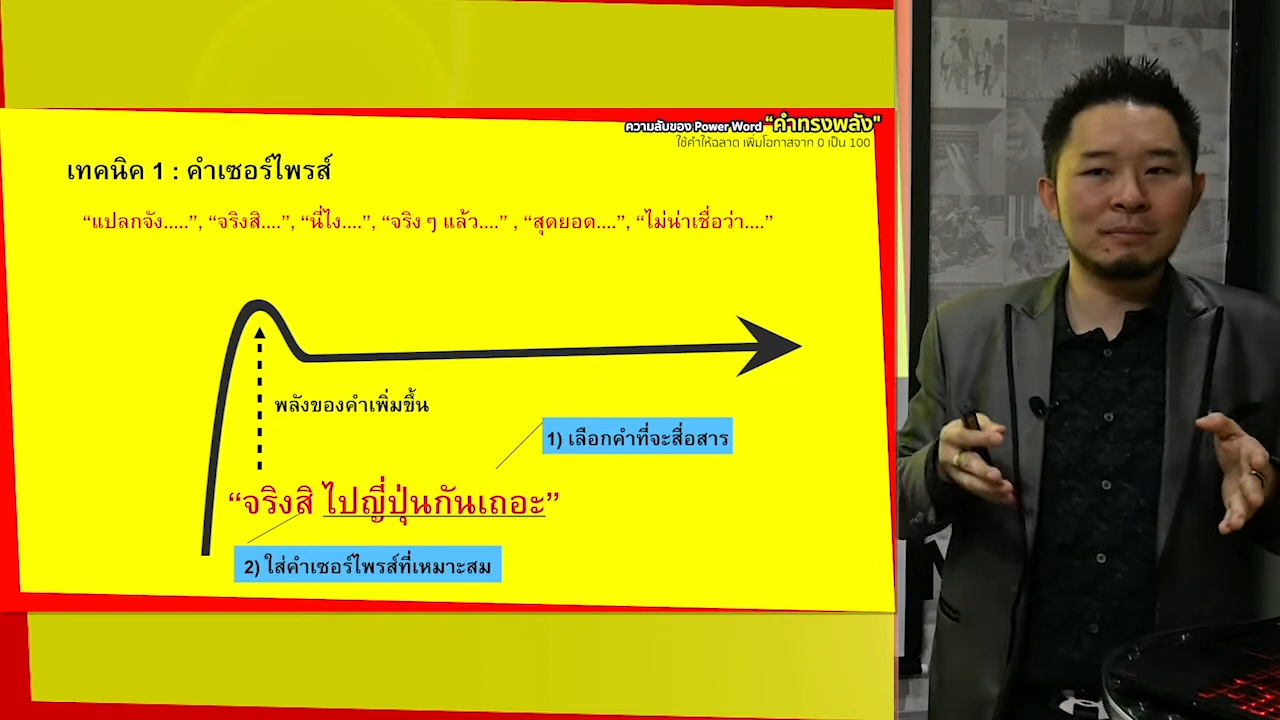 ความลับของ Power Word “คำทรงพลัง"
ใช้คำให้ฉลาด เพิ่มโอกาสจาก 0 เป็น 100
เทคนิค 1 : คำเซอร์ไพรส์
“แปลกจัง.....”, “จริงสิ....”, “นี่ไง....”, “จริง ๆ แล้ว....” , “สุดยอด....”, “ไม่น่าเชื่อว่า....”
พลังของคำเพิ่มขึ้น
1) เลือกคำที่จะสื่อสาร
“จริงสิ ไปญี่ปุ่นกันเถอะ”
2) ใส่คำเซอร์ไพรส์ที่เหมาะสม